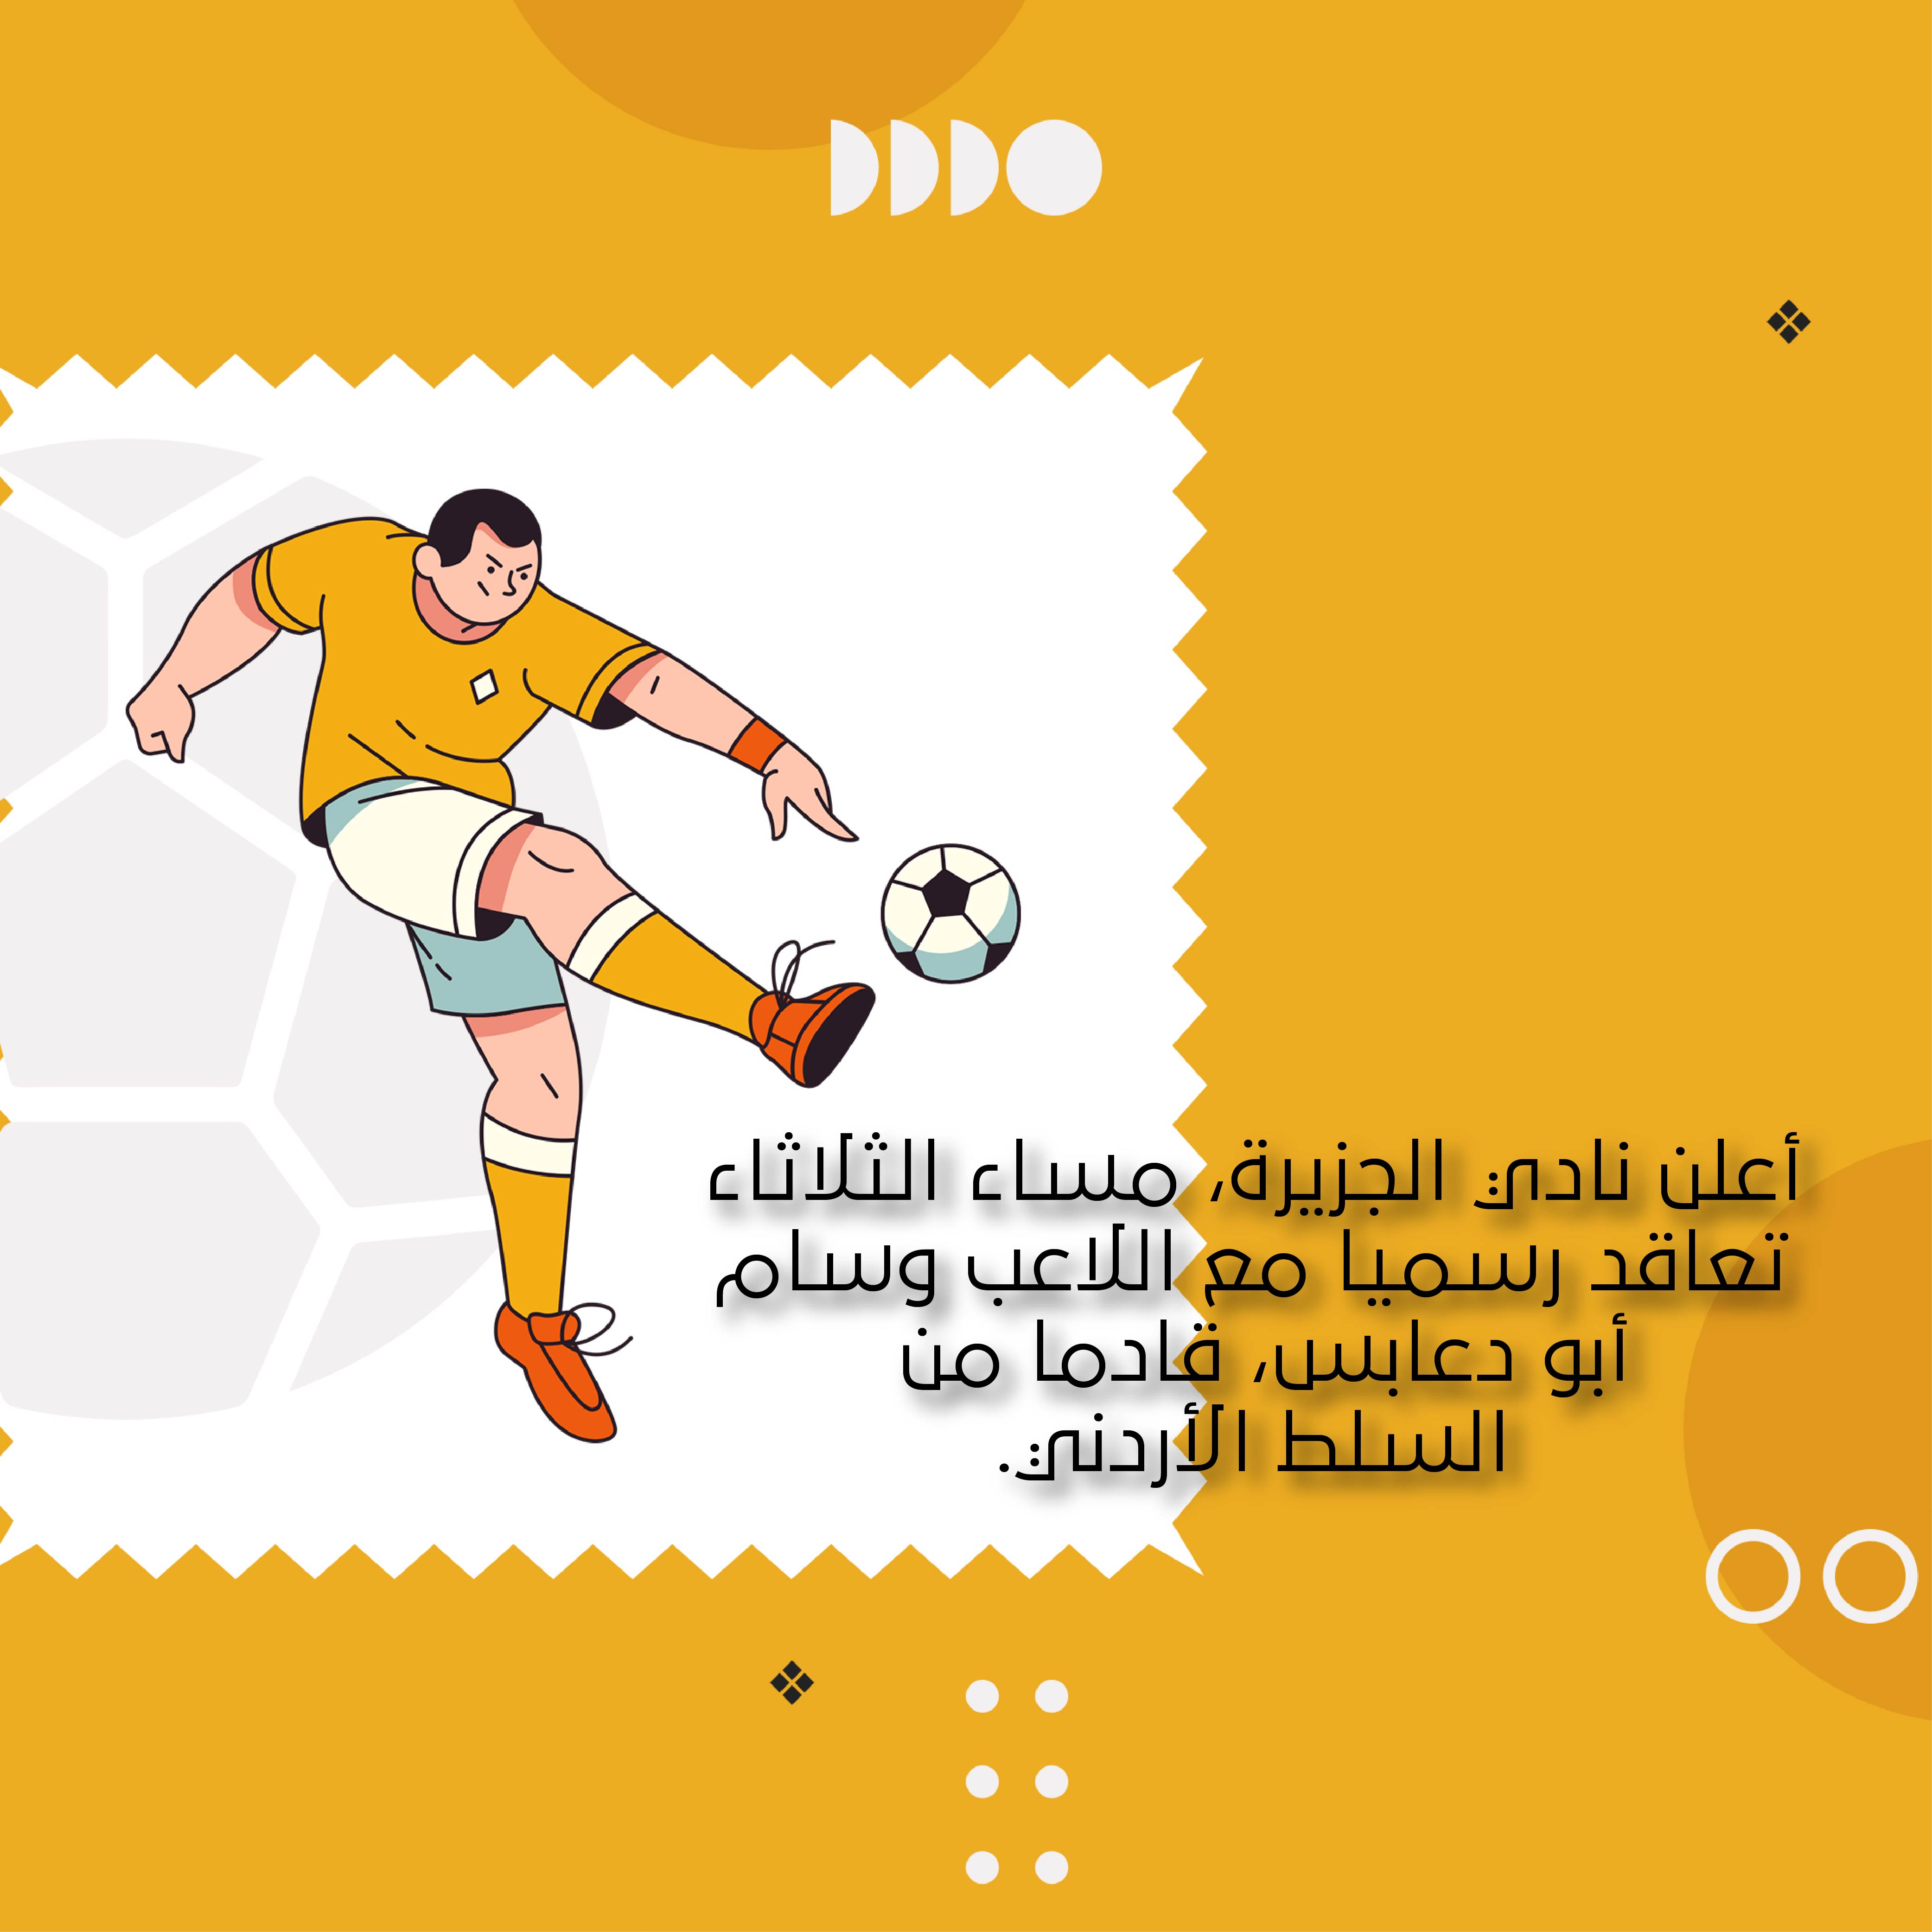 أعلن نادي الجزيرة, مساء الثلاثاء
تعاقد رسميا مع اللاعب وسام
أبو دعابس, قادما من
السلط الأردني.